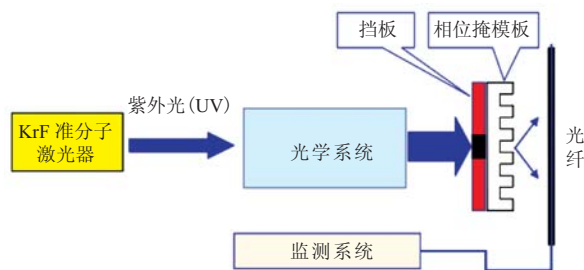 挡板
相位掩模板
紫外光(UV)
KrF 准分子
激光器
光学系统
光
纤
监测系统